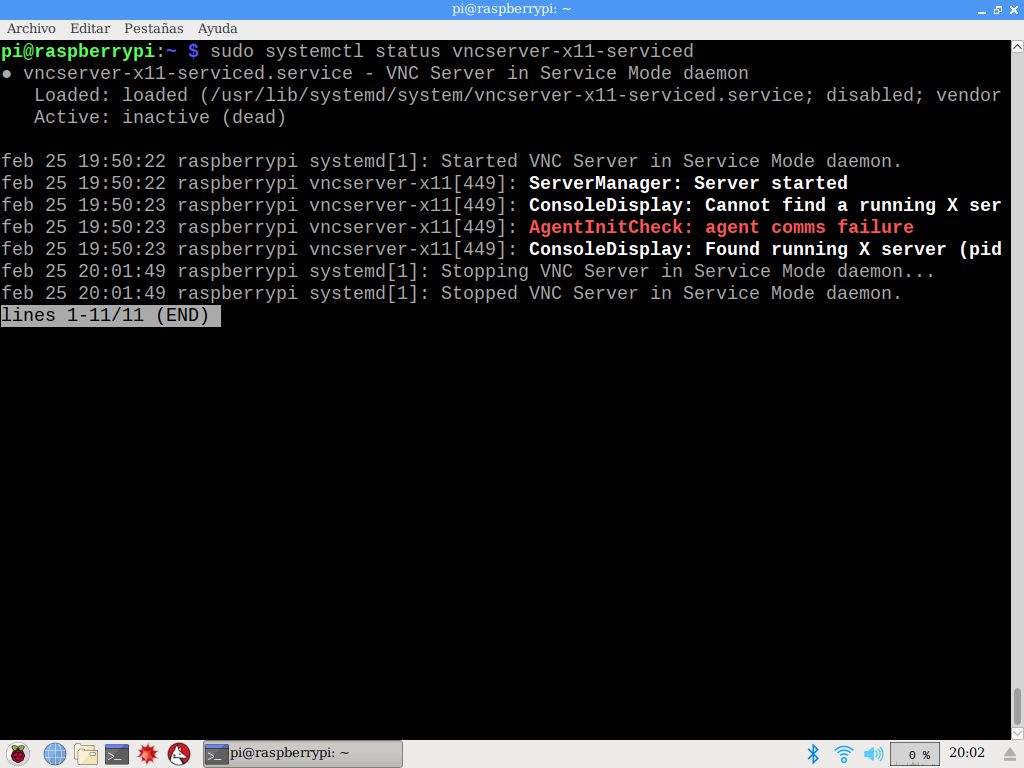 pi@raspberrypi: ~
Archivo Editar Pestañas Ayuda
pi@raspberrypi:~ $ sudo systemctl status vncserver-x11-serviced
● vncserver-x11-serviced.service - VNC Server in Service Mode daemon
   Loaded: loaded (/usr/lib/systemd/system/vncserver-x11-serviced.service; disabled; vendor
   Active: inactive (dead)

feb 25 19:50:22 raspberrypi systemd[1]: Started VNC Server in Service Mode daemon.
feb 25 19:50:22 raspberrypi vncserver-x11[449]: ServerManager: Server started
feb 25 19:50:23 raspberrypi vncserver-x11[449]: ConsoleDisplay: Cannot find a running X ser
feb 25 19:50:23 raspberrypi vncserver-x11[449]: AgentInitCheck: agent comms failure
feb 25 19:50:23 raspberrypi vncserver-x11[449]: ConsoleDisplay: Found running X server (pid
feb 25 20:01:49 raspberrypi systemd[1]: Stopping VNC Server in Service Mode daemon...
feb 25 20:01:49 raspberrypi systemd[1]: Stopped VNC Server in Service Mode daemon.
lines 1-11/11 (END)
>_ >_ pi@raspberrypi: ~ 0 % 20:02